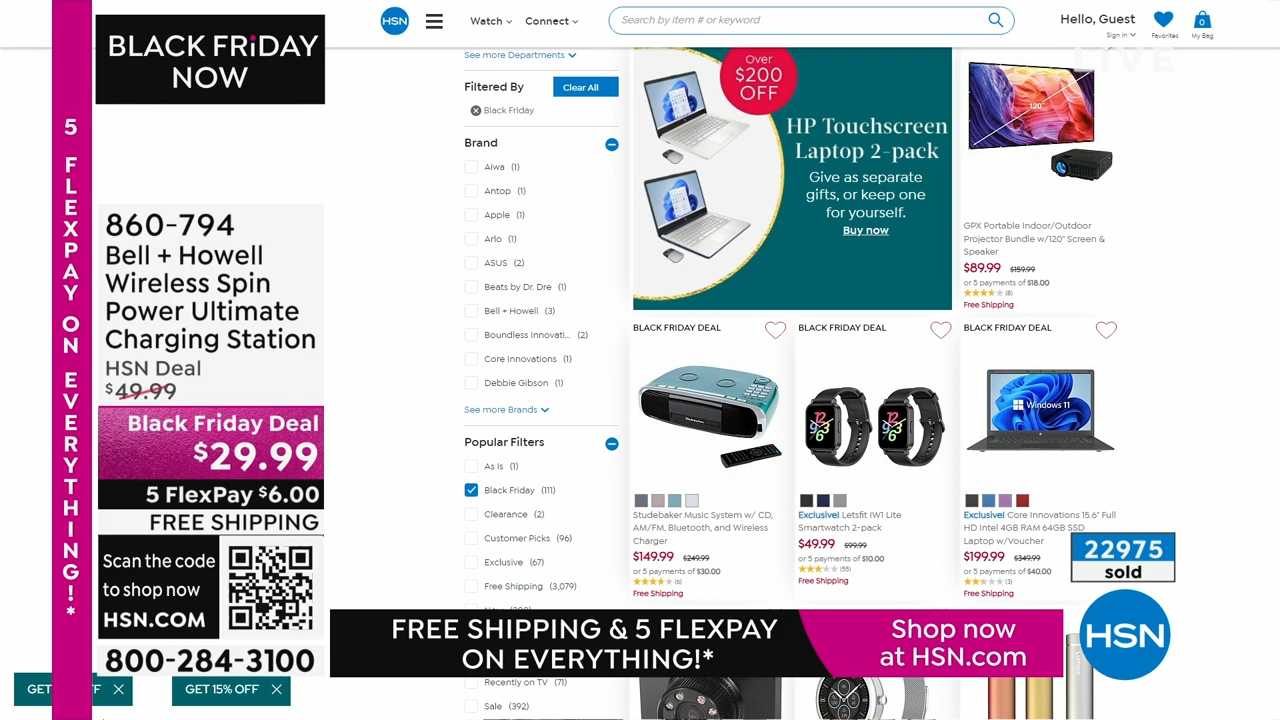 HSN
Watch
Connect
Search by item # or keyword
Hello, Guest
Sign In
Favorites
0
My Bag
LIVE
BLACK FRIDAY
NOW
5 FLEXPAY ON EVERYTHING!*
860-794
Bell + Howell
Wireless Spin
Power Ultimate
Charging Station
HSN Deal
$49.99
Black Friday Deal
$29.99
5 FlexPay $6.00
FREE SHIPPING
Scan the code
to shop now
HSN.COM
800-284-3100
GET
FF
GET 15% OFF
See more Departments
Filtered By
Clear All
Black Friday
Brand
Aiwa (1)
Antop (1)
Apple (1)
Arlo (1)
ASUS (2)
Beats by Dr. Dre (1)
Bell + Howell (3)
Boundless Innovati... (2)
Core Innovations (1)
Debbie Gibson (1)
See more Brands
Popular Filters
As Is (1)
Black Friday (111)
Clearance (2)
Customer Picks (96)
Exclusive (67)
Free Shipping (3,079)
Recently on TV (71)
Sale (392)
Over
$200
OFF
HP Touchscreen
Laptop 2-pack
Give as separate
gifts, or keep one
for yourself.
Buy now
120"
GPX Portable Indoor/Outdoor
Projector Bundle w/120" Screen &
Speaker
$89.99 $159.99
or 5 payments of $18.00
(8)
Free Shipping
BLACK FRIDAY DEAL
Studebaker Music System w/ CD,
AM/FM, Bluetooth, and Wireless
Charger
$149.99 $249.99
or 5 payments of $30.00
(6)
Free Shipping
BLACK FRIDAY DEAL
Exclusive! Letsfit IW1 Lite
Smartwatch 2-pack
$49.99 $99.99
or 5 payments of $10.00
(55)
Free Shipping
BLACK FRIDAY DEAL
Windows 11
Exclusive! Core Innovations 15.6" Full
HD Intel 4GB RAM 64GB SSD
Laptop w/Voucher
$199.99 $349.99
or 5 payments of $40.00
(3)
Free Shipping
22975
sold
FREE SHIPPING & 5 FLEXPAY
ON EVERYTHING!*
Shop now
at HSN.com
HSN